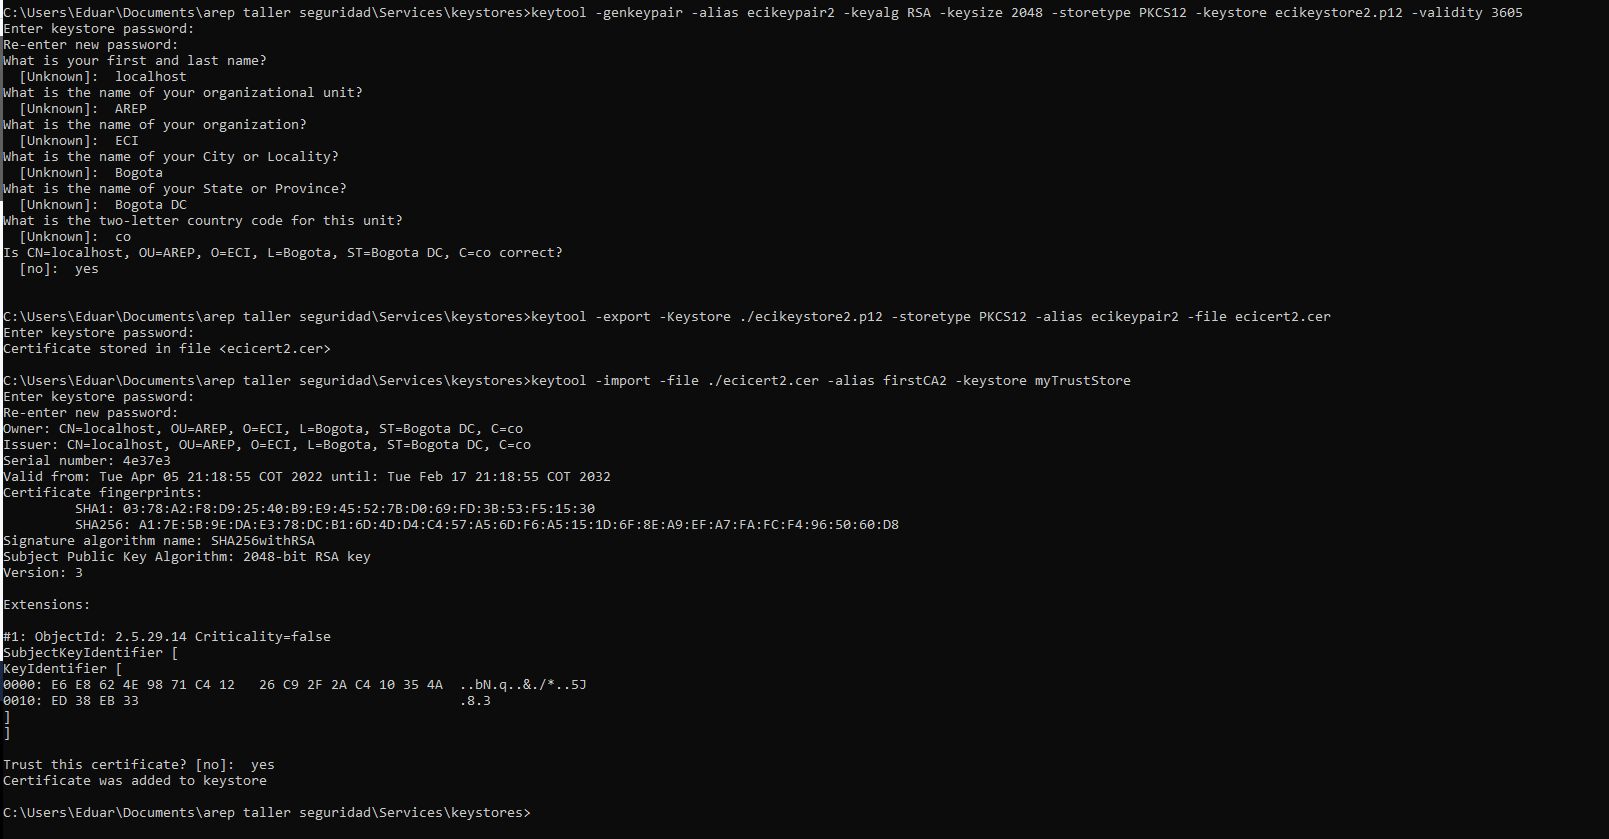 C:\Users\Eduar\Documents\arep taller seguridad\Services\keystores>keytool -genkeypair -alias ecikeypair2 -keyalg RSA -keysize 2048 -storetype PKCS12 -keystore ecikeystore2.p12 -validity 3605
Enter keystore password:
Re-enter new password:
What is your first and last name?
  [Unknown]:  localhost
What is the name of your organizational unit?
  [Unknown]:  AREP
What is the name of your organization?
  [Unknown]:  ECI
What is the name of your City or Locality?
  [Unknown]:  Bogota
What is the name of your State or Province?
  [Unknown]:  Bogota DC
What is the two-letter country code for this unit?
  [Unknown]:  co
Is CN=localhost, OU=AREP, O=ECI, L=Bogota, ST=Bogota DC, C=co correct?
  [no]:  yes
C:\Users\Eduar\Documents\arep taller seguridad\Services\keystores>keytool -export -Keystore ./ecikeystore2.p12 -storetype PKCS12 -alias ecikeypair2 -file ecicert2.cer
Enter keystore password:
Certificate stored in file <ecicert2.cer>
C:\Users\Eduar\Documents\arep taller seguridad\Services\keystores>keytool -import -file ./ecicert2.cer -alias firstCA2 -keystore myTrustStore
Enter keystore password:
Re-enter new password:
Owner: CN=localhost, OU=AREP, O=ECI, L=Bogota, ST=Bogota DC, C=co
Issuer: CN=localhost, OU=AREP, O=ECI, L=Bogota, ST=Bogota DC, C=co
Serial number: 4e37e3
Valid from: Tue Apr 05 21:18:55 COT 2022 until: Tue Feb 17 21:18:55 COT 2032
Certificate fingerprints:
         SHA1: 03:78:A2:F8:D9:25:40:B9:E9:45:52:7B:D0:69:FD:3B:53:F5:15:30
         SHA256: A1:7E:5B:9E:DA:E3:78:DC:B1:6D:4D:D4:C4:57:A5:6D:F6:A5:15:1D:6F:8E:A9:EF:A7:FA:FC:F4:96:50:60:D8
Signature algorithm name: SHA256withRSA
Subject Public Key Algorithm: 2048-bit RSA key
Version: 3
Extensions:
#1: ObjectId: 2.5.29.14 Criticality=false
SubjectKeyIdentifier [
KeyIdentifier [
0000: E6 E8 62 4E 98 71 C4 12   26 C9 2F 2A C4 10 35 4A  ..bN.q..&./*..5J
0010: ED 38 EB 33                                        .8.3
]
]
Trust this certificate? [no]:  yes
Certificate was added to keystore
C:\Users\Eduar\Documents\arep taller seguridad\Services\keystores>